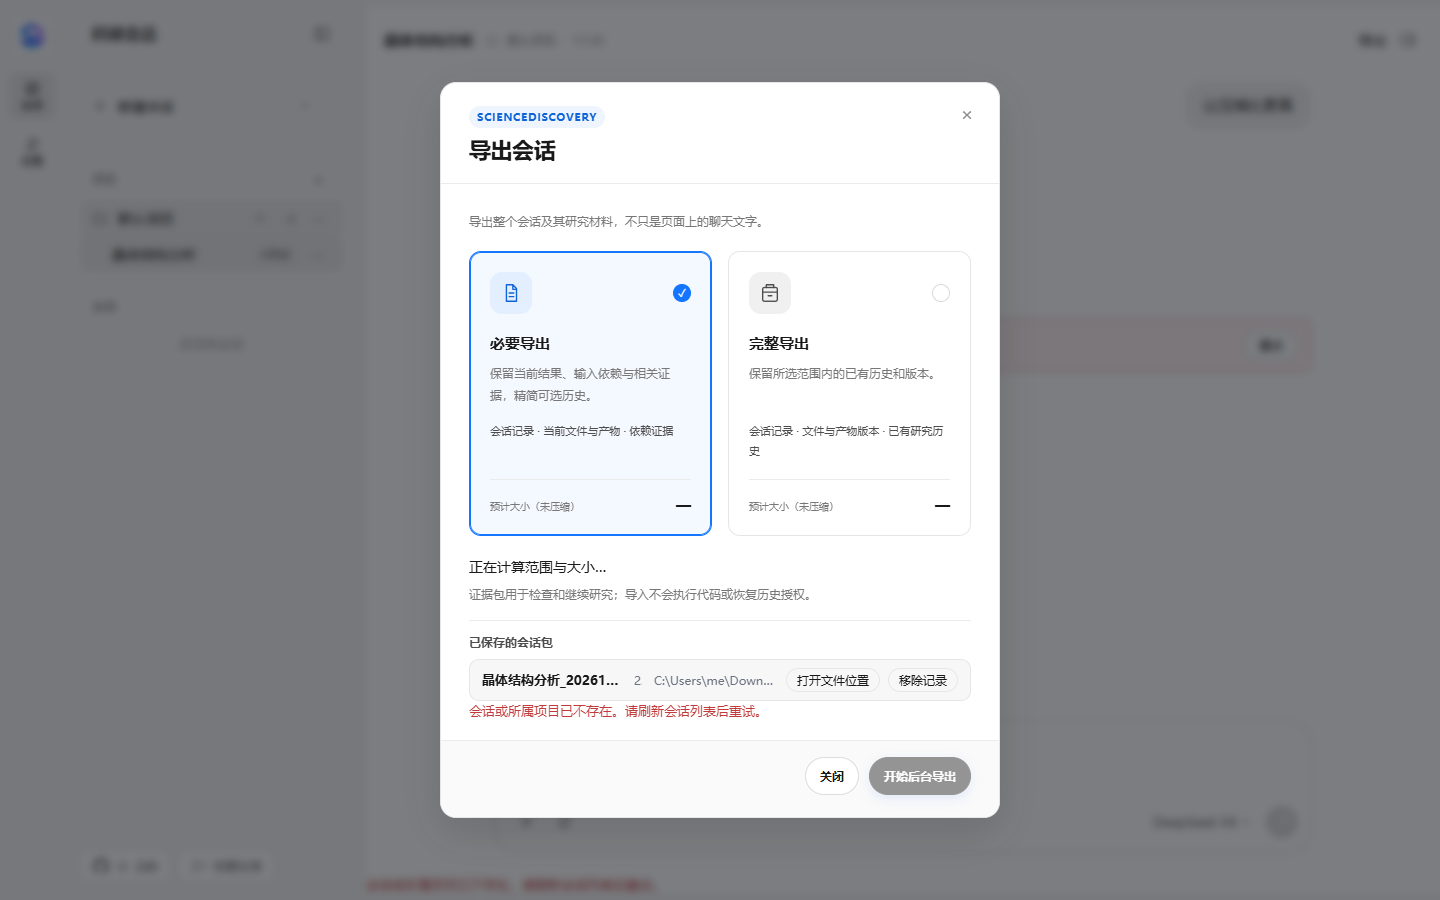 SCIENCEDISCOVERY
导出会话
导出整个会话及其研究材料，不只是页面上的聊天文字。
必要导出
保留当前结果、输入依赖与相关证
据，精简可选历史。
会话记录 · 当前文件与产物 · 依赖证据
预计大小（未压缩） —
完整导出
保留所选范围内的已有历史和版本。
会话记录 · 文件与产物版本 · 已有研究历
史
预计大小（未压缩） —
正在计算范围与大小...
证据包用于检查和继续研究；导入不会执行代码或恢复历史授权。
已保存的会话包
晶体结构分析_20261... 2 C:\Users\me\Down... 打开文件位置 移除记录
会话或所属项目已不存在。请刷新会话列表后重试。
关闭 开始后台导出